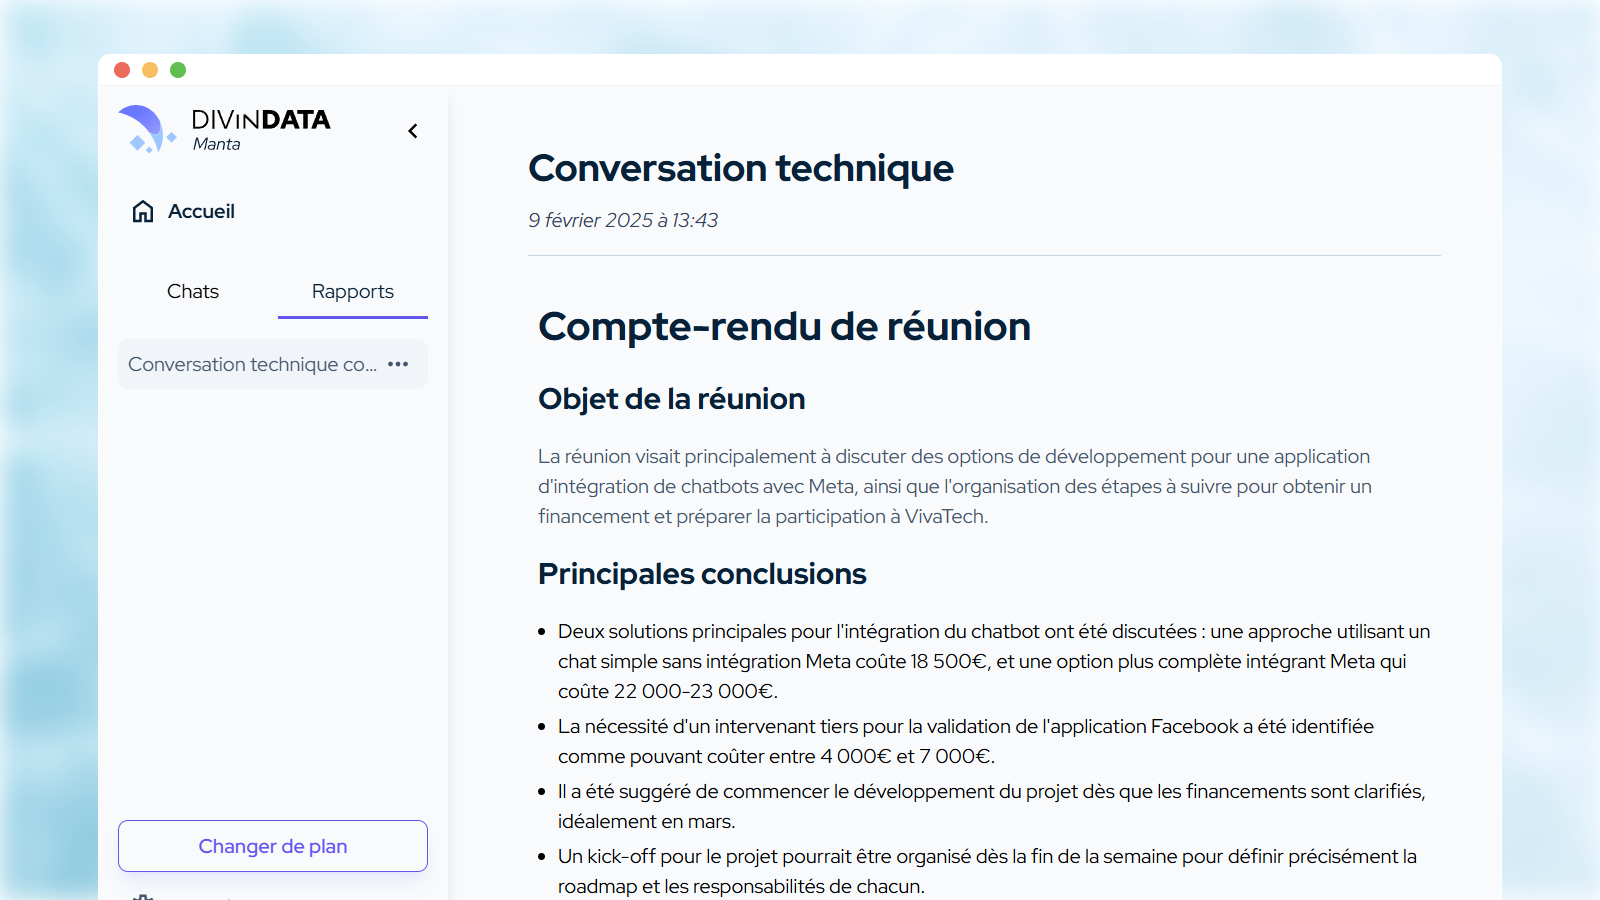 DIVINDATA
Manta
Accueil
Chats
Rapports
Conversation technique co...
Changer de plan
Conversation technique
9 février 2025 à 13:43
Compte-rendu de réunion
Objet de la réunion
La réunion visait principalement à discuter des options de développement pour une application
d'intégration de chatbots avec Meta, ainsi que l'organisation des étapes à suivre pour obtenir un
financement et préparer la participation à VivaTech.
Principales conclusions
• Deux solutions principales pour l'intégration du chatbot ont été discutées : une approche utilisant un
chat simple sans intégration Meta coûte 18 500€, et une option plus complète intégrant Meta qui
coûte 22 000-23 000€.
• La nécessité d'un intervenant tiers pour la validation de l'application Facebook a été identifiée
comme pouvant coûter entre 4 000€ et 7 000€.
• Il a été suggéré de commencer le développement du projet dès que les financements sont clarifiés,
idéalement en mars.
• Un kick-off pour le projet pourrait être organisé dès la fin de la semaine pour définir précisément la
roadmap et les responsabilités de chacun.